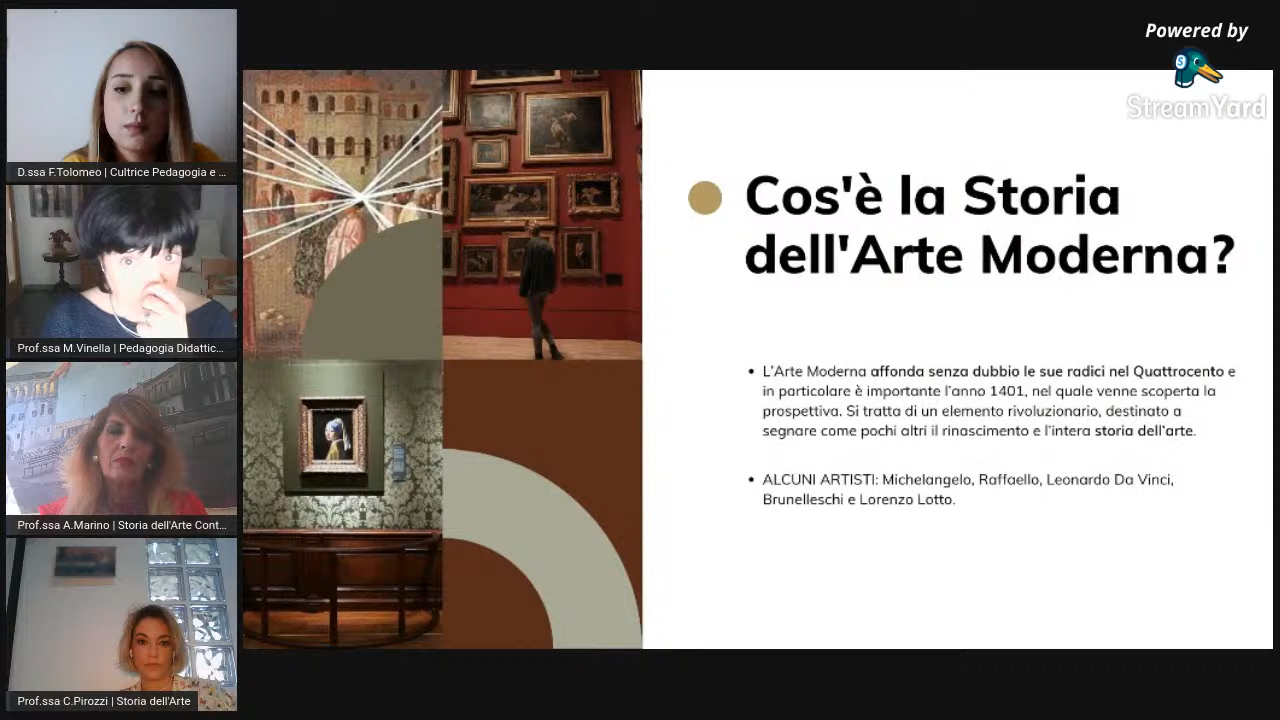 Powered by
StreamYard
D.ssa F.Tolomeo | Cultrice Pedagogia e ...
Prof.ssa M.Vinella | Pedagogia Didattic...
Prof.ssa A.Marino | Storia dell'Arte Cont...
Prof.ssa C.Pirozzi | Storia dell'Arte
Cos'è la Storia
dell'Arte Moderna?
• L'Arte Moderna affonda senza dubbio le sue radici nel Quattrocento e
in particolare è importante l'anno 1401, nel quale venne scoperta la
prospettiva. Si tratta di un elemento rivoluzionario, destinato a
segnare come pochi altri il rinascimento e l'intera storia dell'arte.
• ALCUNI ARTISTI: Michelangelo, Raffaello, Leonardo Da Vinci,
Brunelleschi e Lorenzo Lotto.